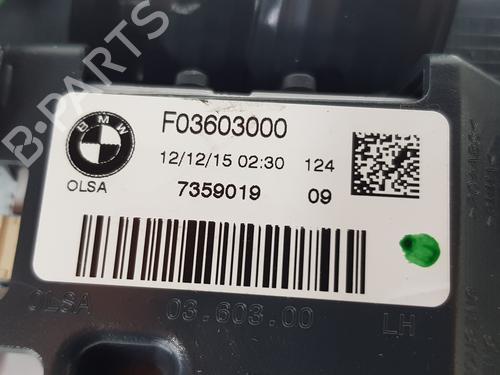 B-PARTS
BMW
F03603000
12/12/15 02:30 124
OLSA
7359019 09
OLSA 03.603.00 LH